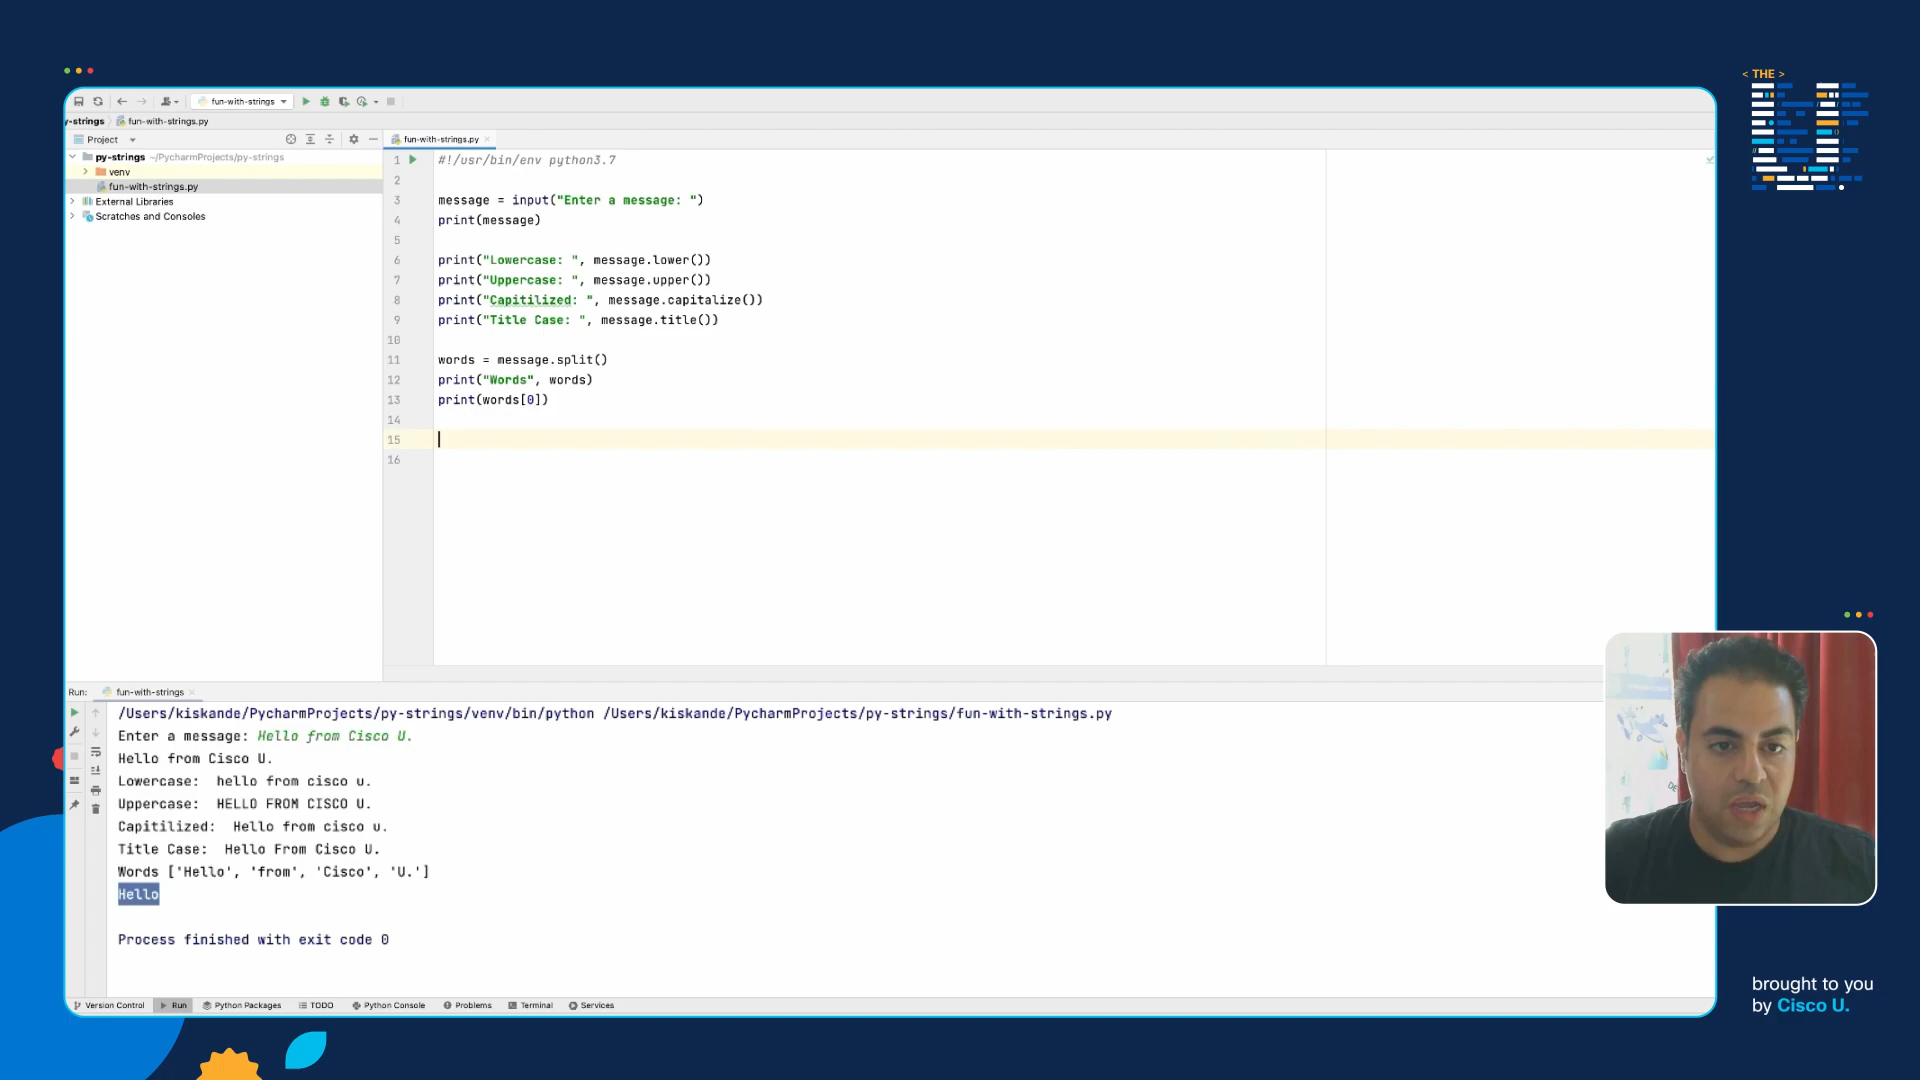 < THE >
fun-with-strings
y-strings > fun-with-strings.py
Project
fun-with-strings.py
py-strings ~/PycharmProjects/py-strings
venv
fun-with-strings.py
External Libraries
Scratches and Consoles
1 #!/usr/bin/env python3.7
2
3 message = input("Enter a message: ")
4 print(message)
5
6 print("Lowercase: ", message.lower())
7 print("Uppercase: ", message.upper())
8 print("Capitilized: ", message.capitalize())
9 print("Title Case: ", message.title())
10
11 words = message.split()
12 print("Words", words)
13 print(words[0])
14
15
16
Run: fun-with-strings
/Users/kiskande/PycharmProjects/py-strings/venv/bin/python /Users/kiskande/PycharmProjects/py-strings/fun-with-strings.py
Enter a message: Hello from Cisco U.
Hello from Cisco U.
Lowercase:  hello from cisco u.
Uppercase:  HELLO FROM CISCO U.
Capitilized:  Hello from cisco u.
Title Case:  Hello From Cisco U.
Words ['Hello', 'from', 'Cisco', 'U.']
Hello
Process finished with exit code 0
Version Control Run Python Packages TODO Python Console Problems Terminal Services
DE
brought to you
by Cisco U.